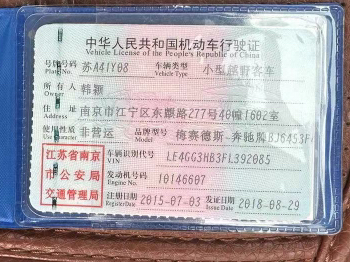 中华人民共和国机动车行驶证
Vehicle License of the People's Republic of China
号牌号码 苏A41Y08 车辆类型 小型越野客车
Plate No. Vehicle Type
所有人 韩颖
Owner
住址 南京市江宁区东麒路277号40幢1602室
Address
使用性质 非营运 品牌型号 梅赛德斯-奔驰牌BJ6453F
Use Character Model
江苏省南京 车辆识别代号 LE4GG3HB3FL392085
VIN
市公安局 发动机号码 10146607
Engine No.
交通管理局 注册日期 2015-07-03 发证日期 2018-08-29
Register Date Issue Date